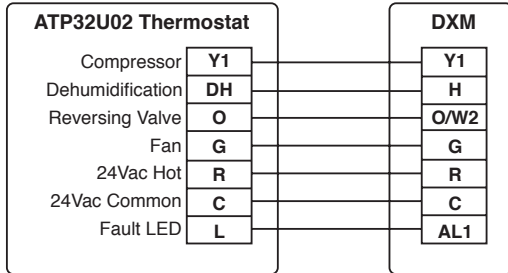 ATP32U02 Thermostat DXM
Compressor Y1 Y1
Dehumidification DH H
Reversing Valve O O/W2
Fan G G
24Vac Hot R R
24Vac Common C C
Fault LED L AL1